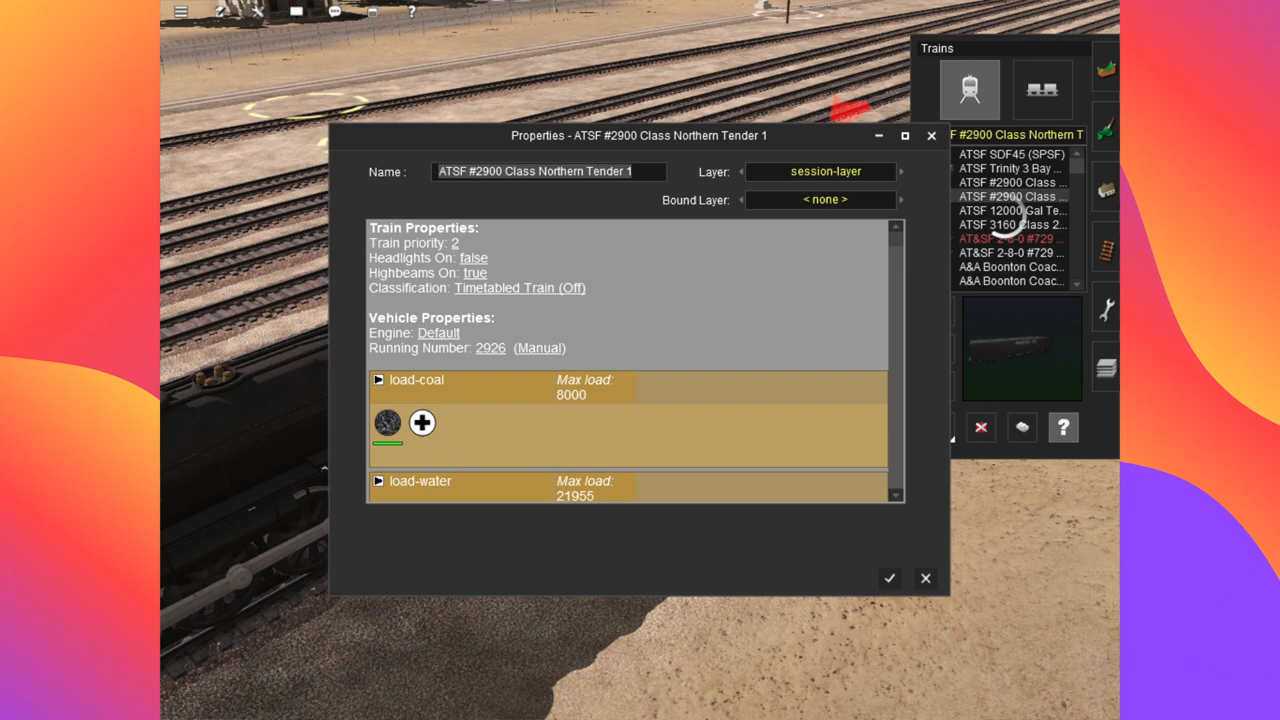 Trains
Properties - ATSF #2900 Class Northern Tender 1
F #2900 Class Northern T
Name : ATSF #2900 Class Northern Tender 1 Layer: session-layer
Bound Layer: < none >
ATSF SDF45 (SPSF)
ATSF Trinity 3 Bay ...
ATSF #2900 Class ...
ATSF #2900 Class ...
ATSF 12000 Gal Te...
ATSF 3160 Class 2...
AT&SF 2-8-0 #729 ...
AT&SF 2-8-0 #729 ...
A&A Boonton Coac...
A&A Boonton Coac...
Train Properties:
Train priority: 2
Headlights On: false
Highbeams On: true
Classification: Timetabled Train (Off)
Vehicle Properties:
Engine: Default
Running Number: 2926 (Manual)
load-coal Max load:
8000
load-water Max load:
21955